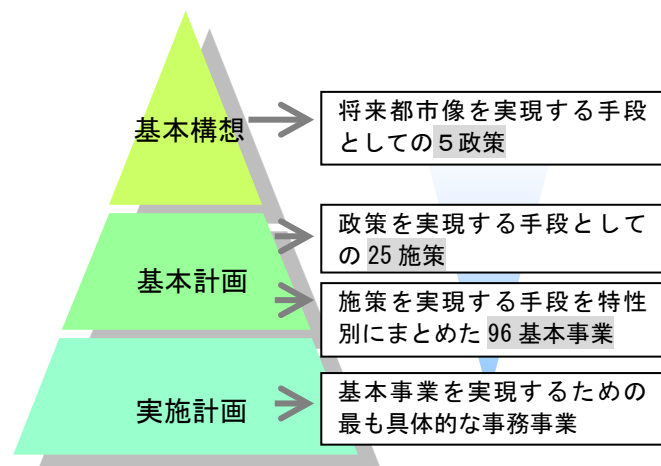 基本構想
将来都市像を実現する手段
としての５政策
基本計画
政策を実現する手段として
の 25 施策
施策を実現する手段を特性
別にまとめた 96 基本事業
実施計画
基本事業を実現するための
最も具体的な事務事業